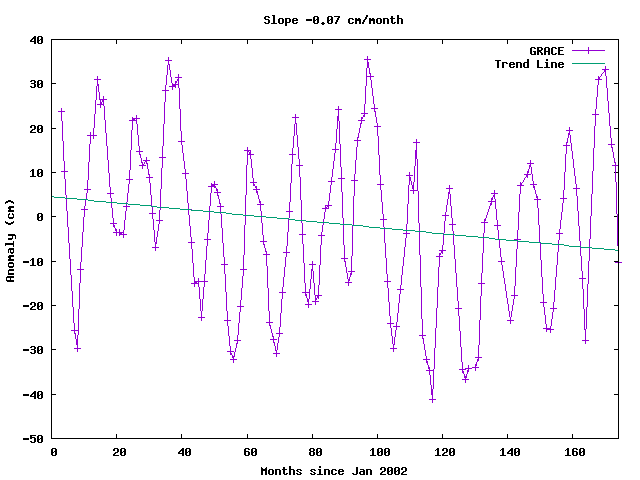 Slope -0.07 cm/month
GRACE
Trend Line
40
30
20
10
0
-10
-20
-30
-40
-50
Anomaly (cm)
0 20 40 60 80 100 120 140 160
Months since Jan 2002